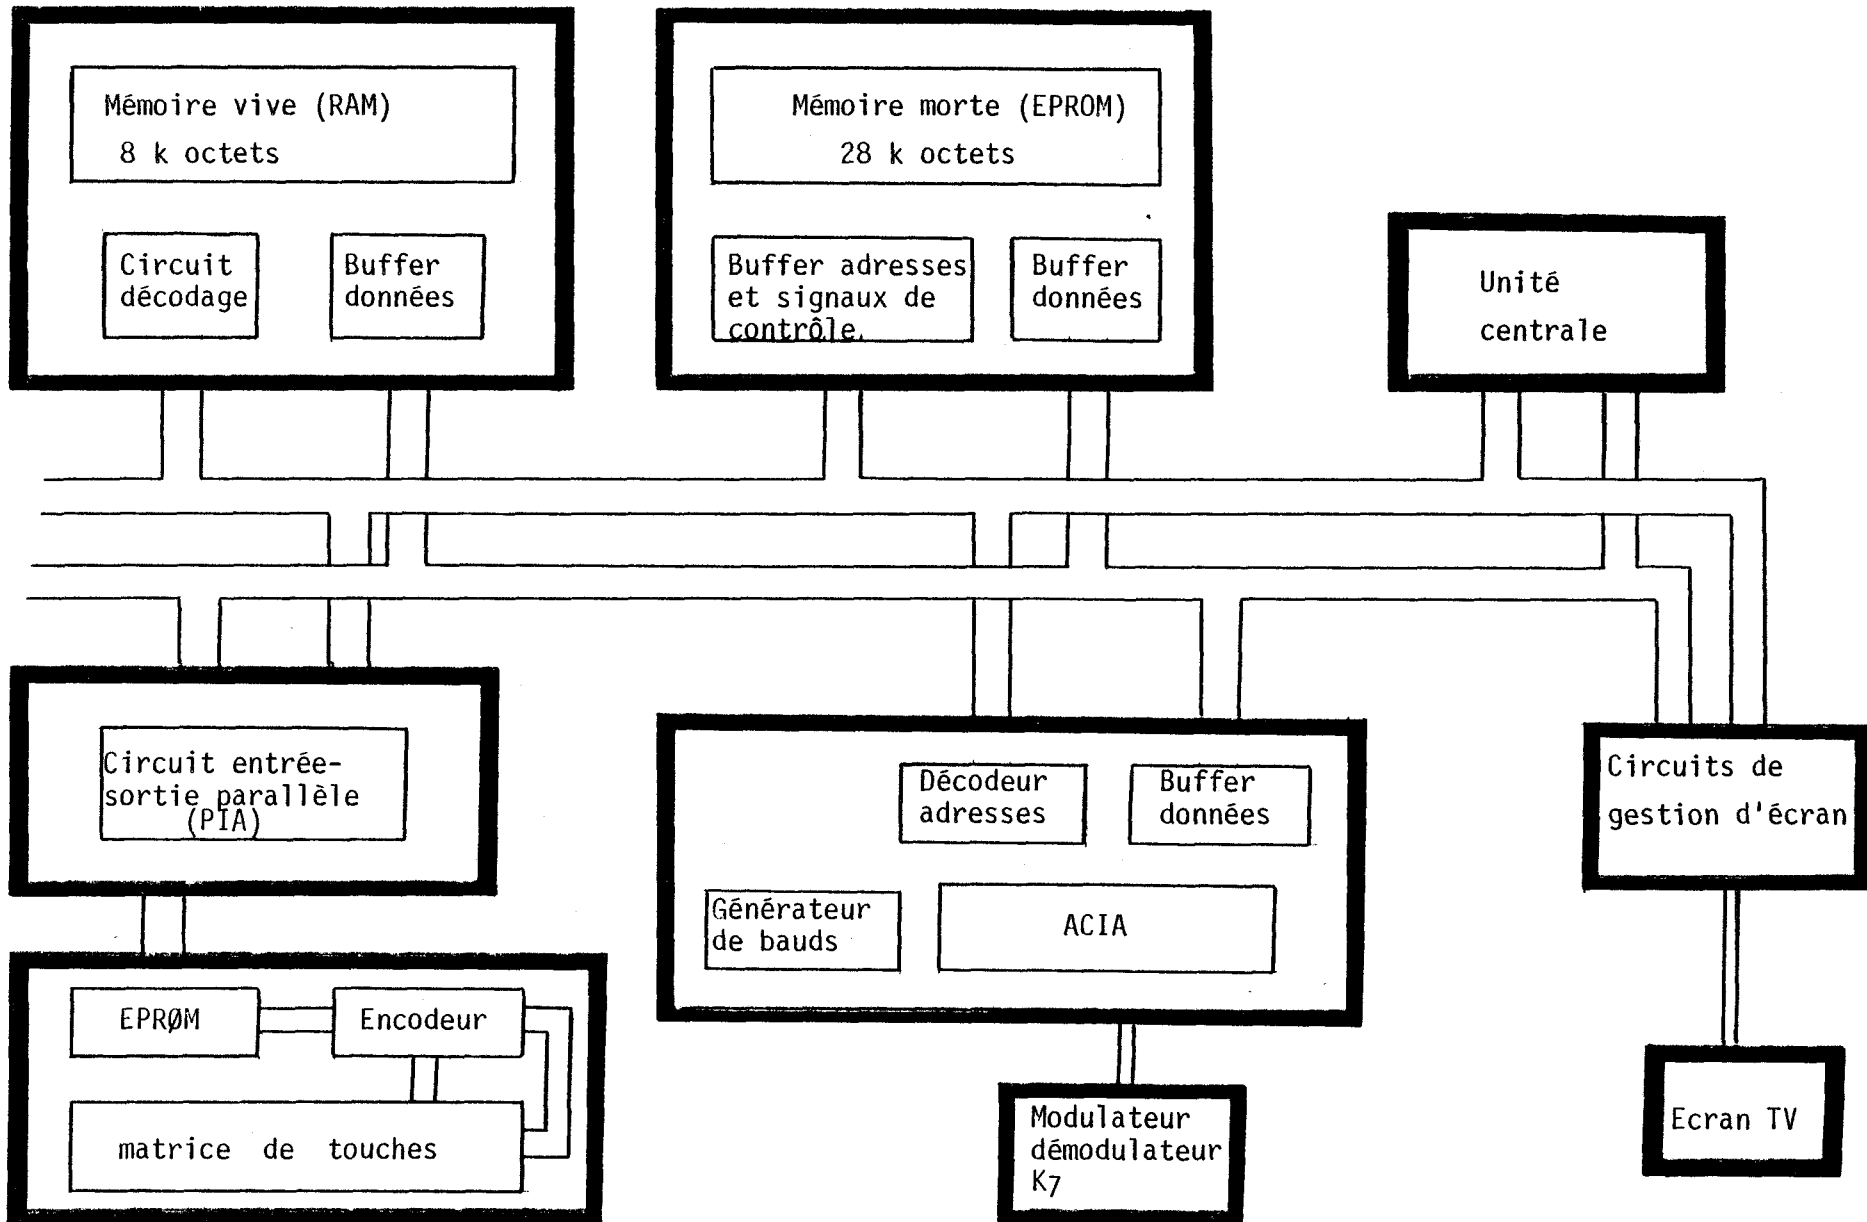 Mémoire vive (RAM)
8 k octets
Circuit
décodage
Buffer
données
Mémoire morte (EPROM)
28 k octets
Buffer adresses
et signaux de
contrôle.
Buffer
données
Unité
centrale
Circuit entrée-
sortie parallèle
(PIA)
EPRØM
Encodeur
matrice de touches
Décodeur
adresses
Buffer
données
Générateur
de bauds
ACIA
Modulateur
démodulateur
K7
Circuits de
gestion d'écran
Ecran TV